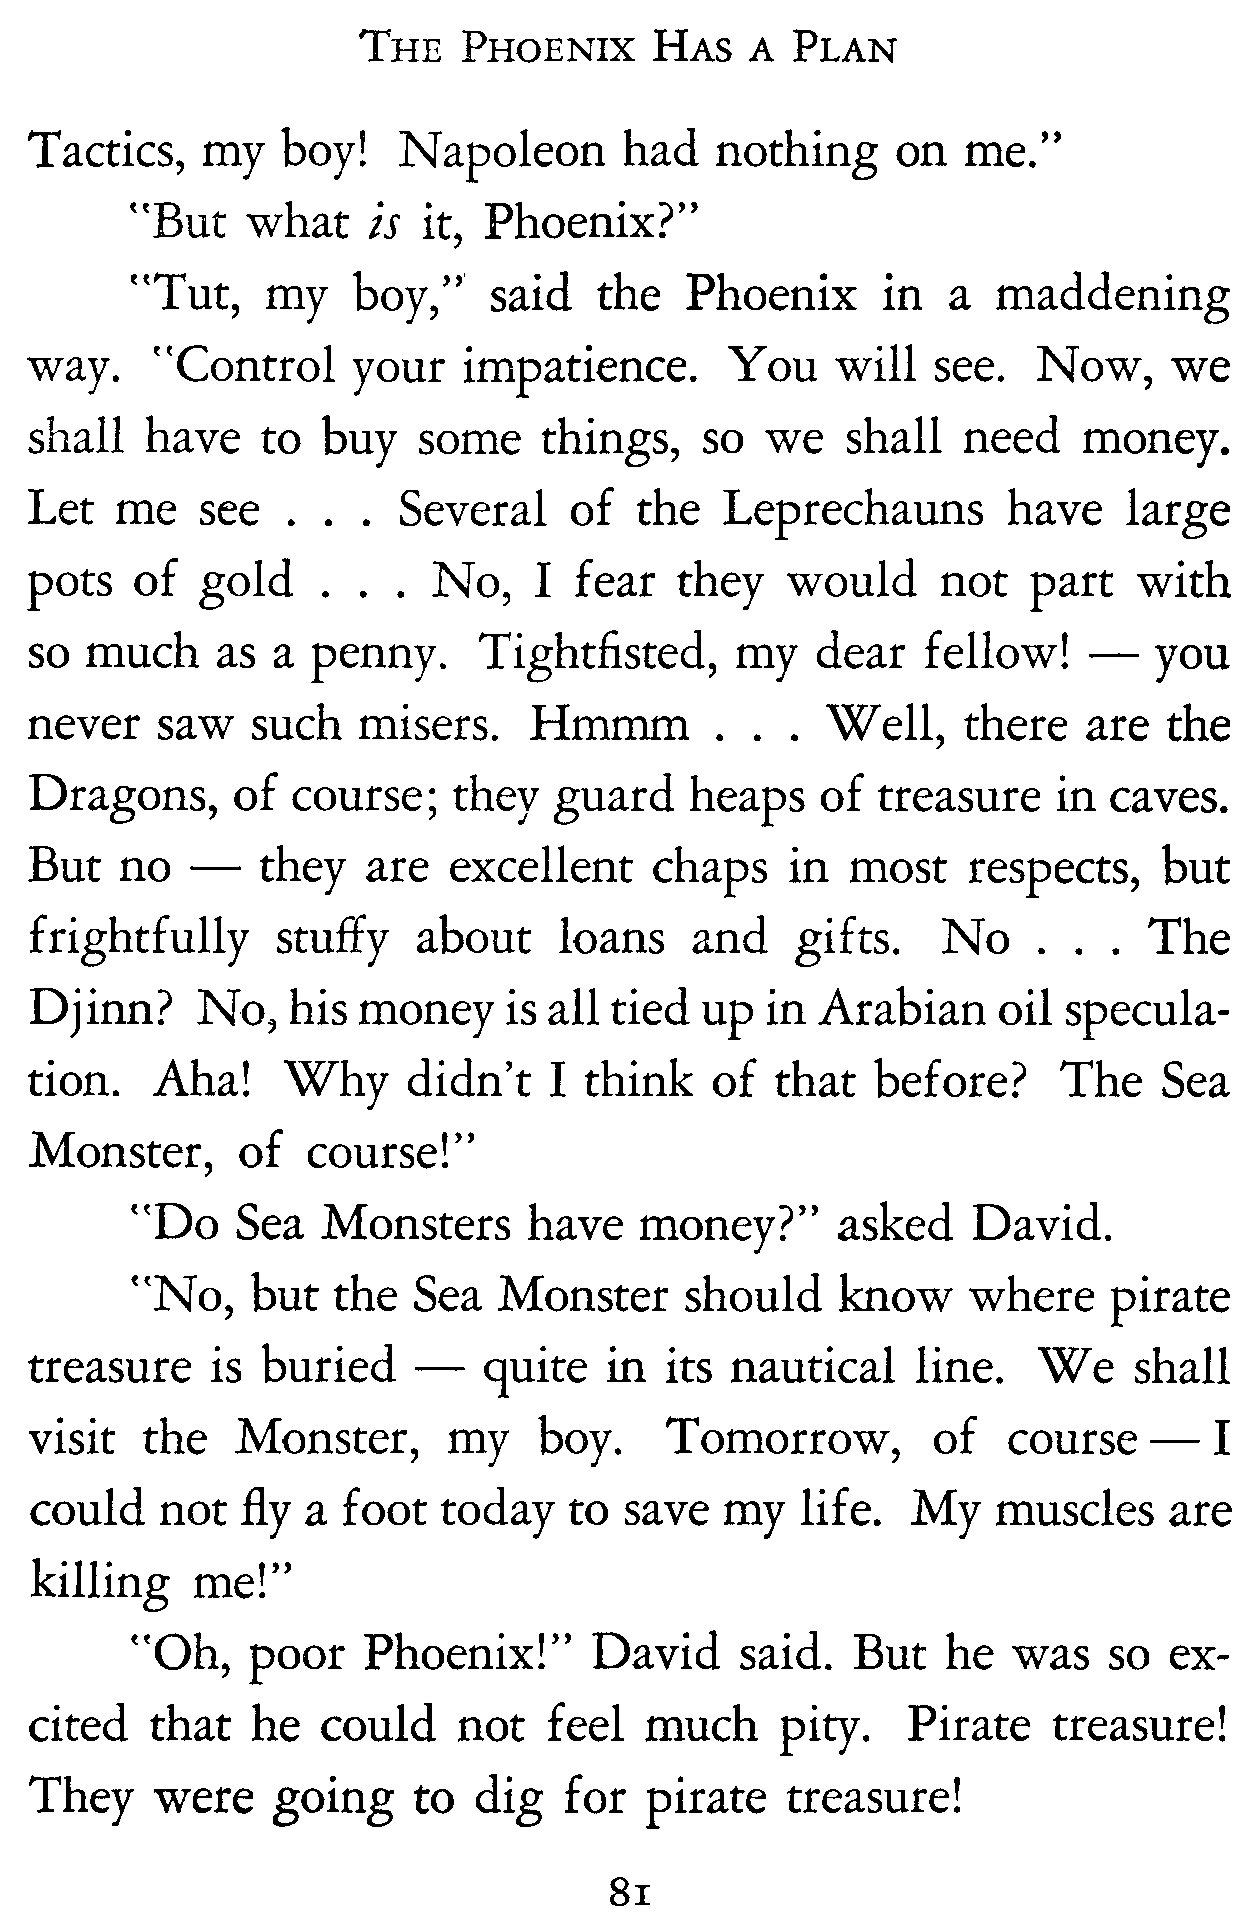 The Phoenix Has a Plan
Tactics, my boy! Napoleon had nothing on me."
"But what is it, Phoenix?"
"Tut, my boy," said the Phoenix in a maddening
way. "Control your impatience. You will see. Now, we
shall have to buy some things, so we shall need money.
Let me see . . . Several of the Leprechauns have large
pots of gold . . . No, I fear they would not part with
so much as a penny. Tightfisted, my dear fellow! — you
never saw such misers. Hmmm . . . Well, there are the
Dragons, of course; they guard heaps of treasure in caves.
But no — they are excellent chaps in most respects, but
frightfully stuffy about loans and gifts. No . . . The
Djinn? No, his money is all tied up in Arabian oil specula-
tion. Aha! Why didn't I think of that before? The Sea
Monster, of course!"
"Do Sea Monsters have money?" asked David.
"No, but the Sea Monster should know where pirate
treasure is buried — quite in its nautical line. We shall
visit the Monster, my boy. Tomorrow, of course — I
could not fly a foot today to save my life. My muscles are
killing me!"
"Oh, poor Phoenix!" David said. But he was so ex-
cited that he could not feel much pity. Pirate treasure!
They were going to dig for pirate treasure!
81